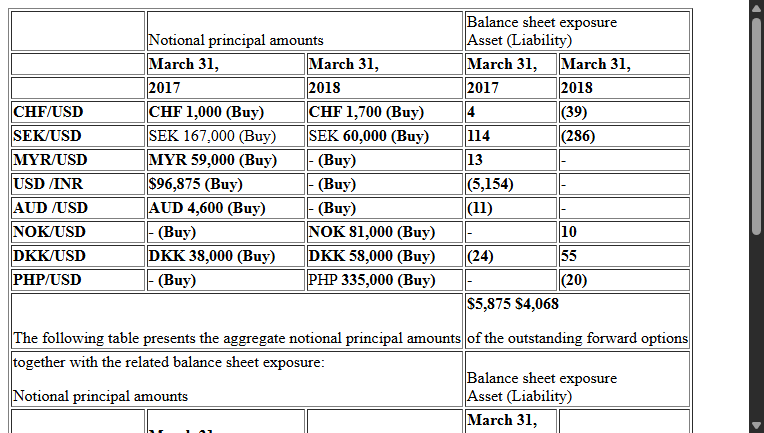 Balance sheet exposure
Notional principal amounts Asset (Liability)
March 31, March 31, March 31, March 31,
2017 2018 2017 2018
CHF/USD CHF 1,000 (Buy) CHF 1,700 (Buy) 4 (39)
SEK/USD SEK 167,000 (Buy) SEK 60,000 (Buy) 114 (286)
MYR/USD MYR 59,000 (Buy) - (Buy) 13 -
USD /INR $96,875 (Buy) - (Buy) (5,154) -
AUD /USD AUD 4,600 (Buy) - (Buy) (11) -
NOK/USD - (Buy) NOK 81,000 (Buy) - 10
DKK/USD DKK 38,000 (Buy) DKK 58,000 (Buy) (24) 55
PHP/USD - (Buy) PHP 335,000 (Buy) - (20)
$5,875 $4,068
The following table presents the aggregate notional principal amounts of the outstanding forward options
together with the related balance sheet exposure:
Balance sheet exposure
Notional principal amounts Asset (Liability)
March 31,